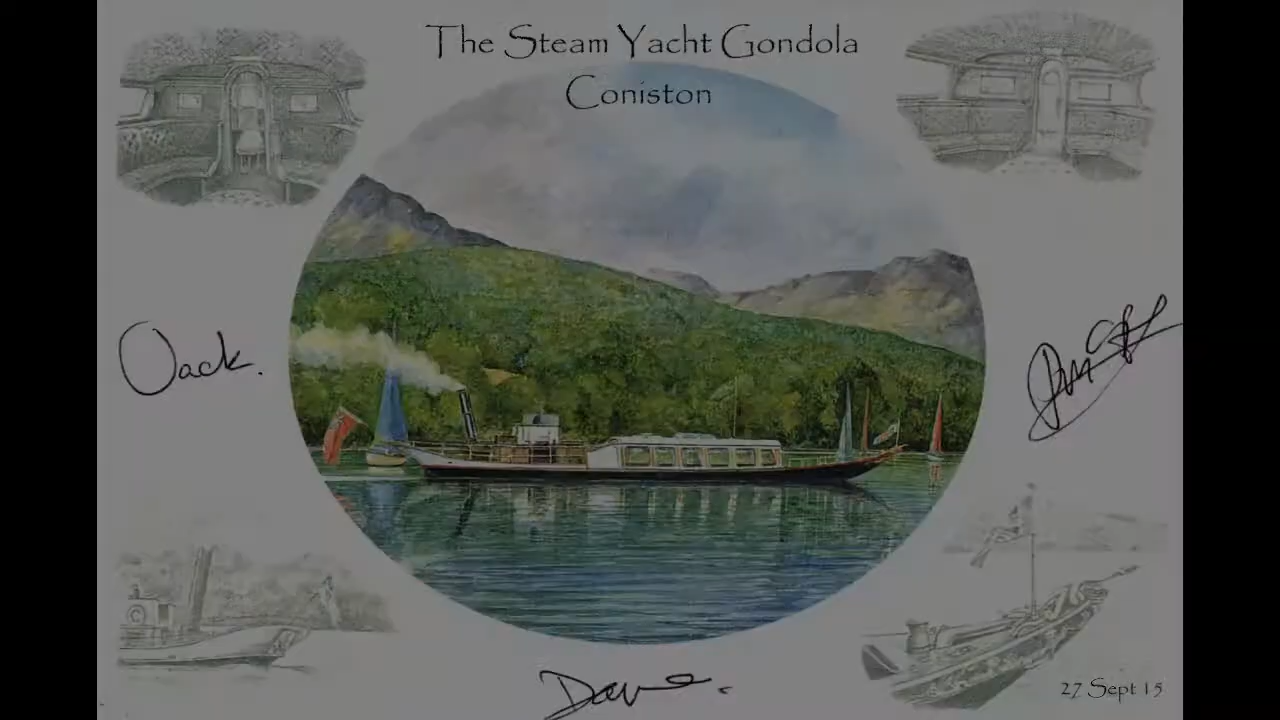 The Steam Yacht Gondola
Coniston
Jack.
Dave.
27 Sept 15